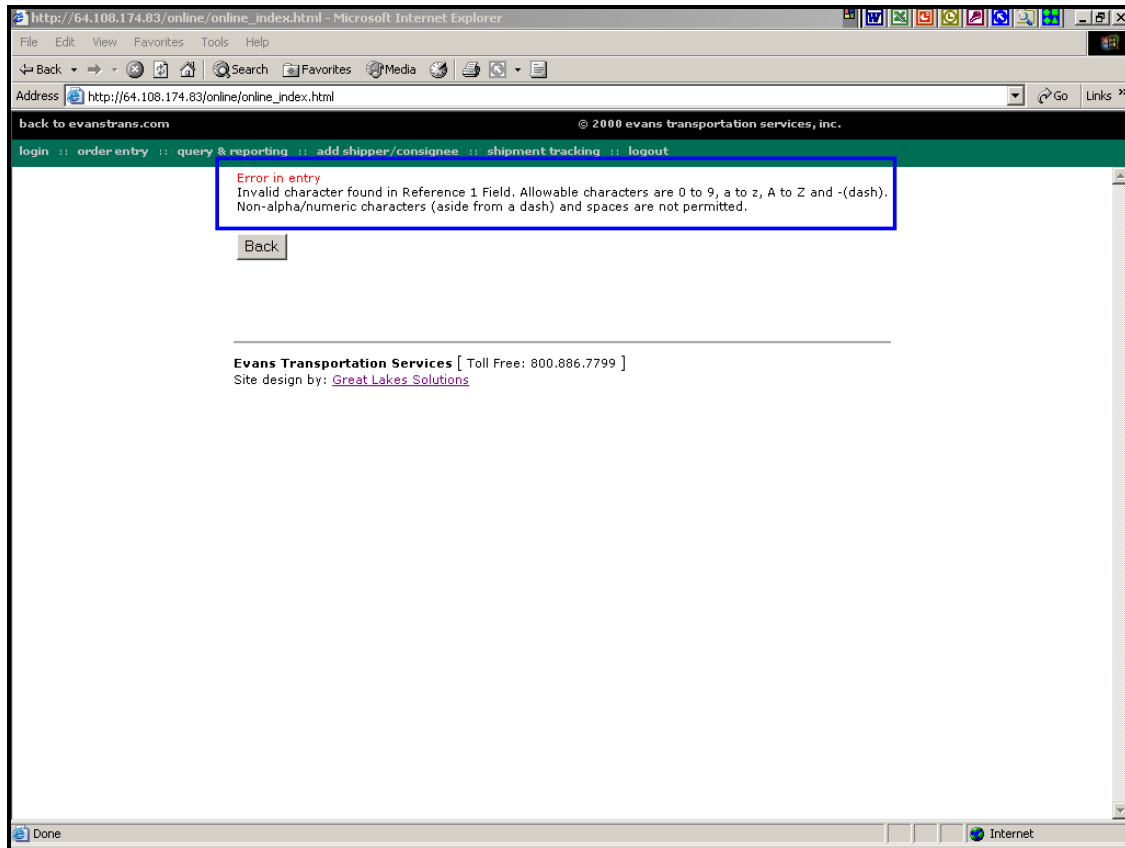 http://64.108.174.83/online/online_index.html - Microsoft Internet Explorer
File Edit View Favorites Tools Help
Back Search Favorites Media
Address http://64.108.174.83/online/online_index.html Go Links »
back to evanstrans.com © 2000 evans transportation services, inc.
login :: order entry :: query & reporting :: add shipper/consignee :: shipment tracking :: logout
Error in entry
Invalid character found in Reference 1 Field. Allowable characters are 0 to 9, a to z, A to Z and -(dash).
Non-alpha/numeric characters (aside from a dash) and spaces are not permitted.
Back
Evans Transportation Services [ Toll Free: 800.886.7799 ]
Site design by: Great Lakes Solutions
Done Internet